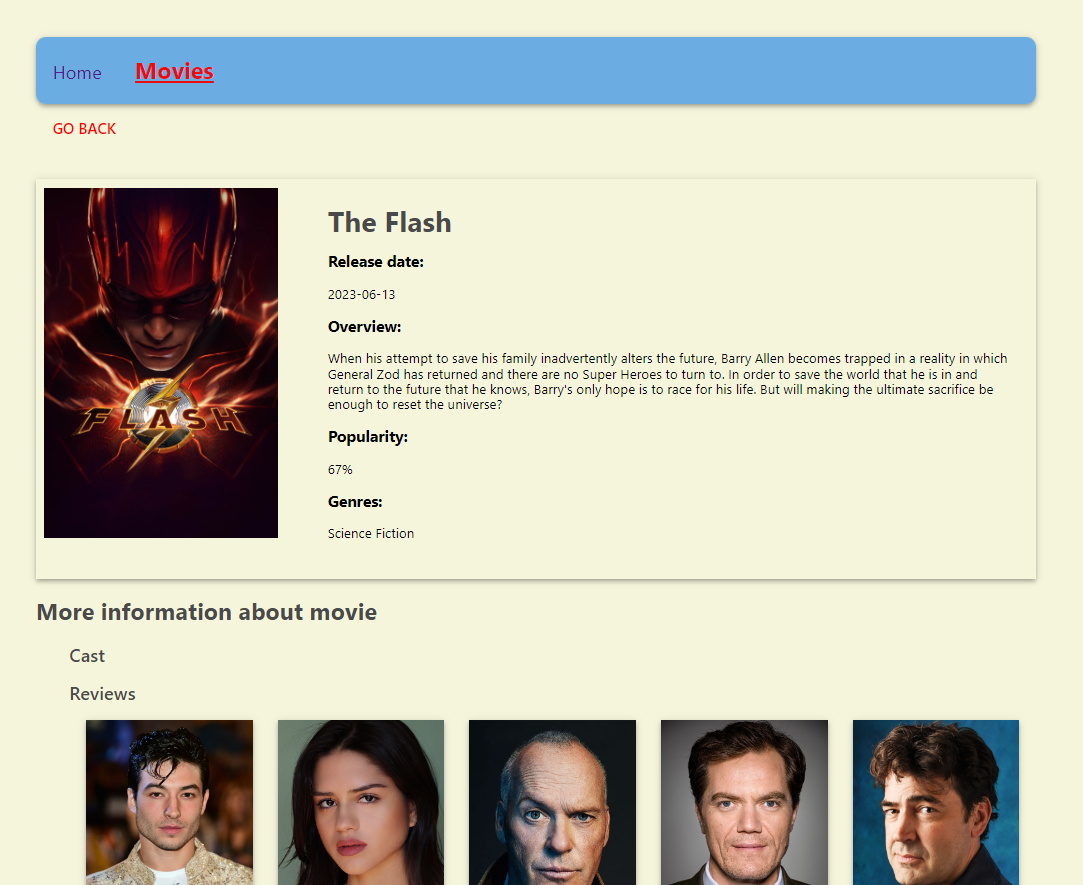 Home Movies
GO BACK
FLASH
The Flash
Release date:
2023-06-13
Overview:
When his attempt to save his family inadvertently alters the future, Barry Allen becomes trapped in a reality in which
General Zod has returned and there are no Super Heroes to turn to. In order to save the world that he is in and
return to the future that he knows, Barry's only hope is to race for his life. But will making the ultimate sacrifice be
enough to reset the universe?
Popularity:
67%
Genres:
Science Fiction
More information about movie
Cast
Reviews